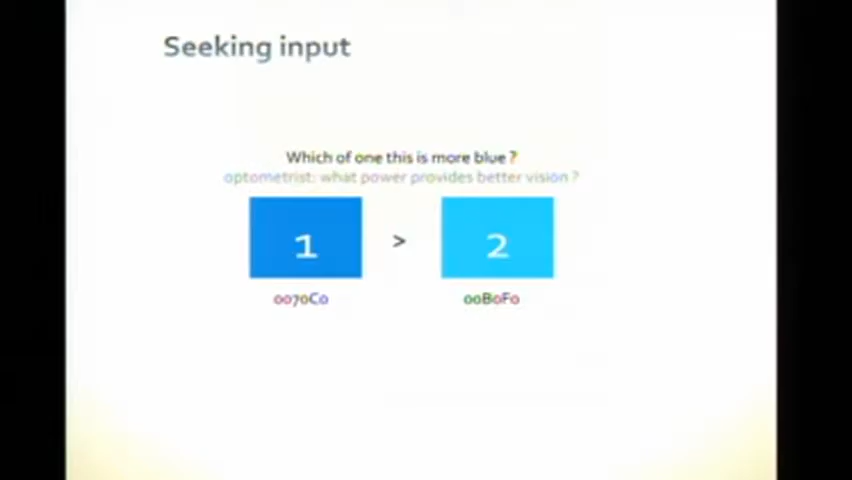 Seeking input
Which of one this is more blue ?
optometrist: what power provides better vision ?
1 > 2
0070C0 00B0F0